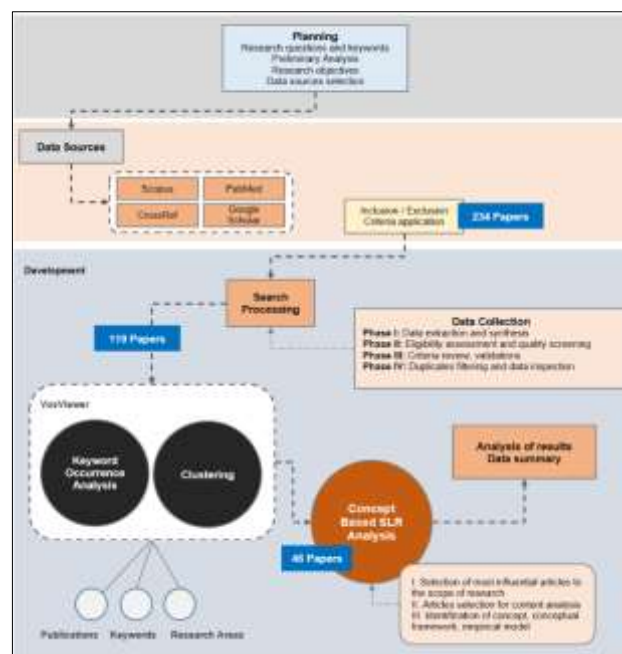 Planning
Research questions and keywords
Preliminary Analysis
Research objectives
Data sources selection
Data Sources
Scopus
PubMed
CrossRef
Google
Scholar
Inclusion / Exclusion
Criteria application
234 Papers
Development
Search
Processing
119 Papers
Data Collection
Phase I: Data extraction and synthesis
Phase II: Eligibility assessment and quality screening
Phase III: Criteria review, validations
Phase IV: Duplicates filtering and data inspection
VosViewer
Keyword
Occurrence
Analysis
Clustering
Analysis of results
Data summary
Concept
Based SLR
Analysis
46 Papers
I. Selection of most influential articles to
the scope of research
II. Articles selection for content analysis
III. Identification of concept, conceptual
framework, empirical model
Publications
Keywords
Research Areas